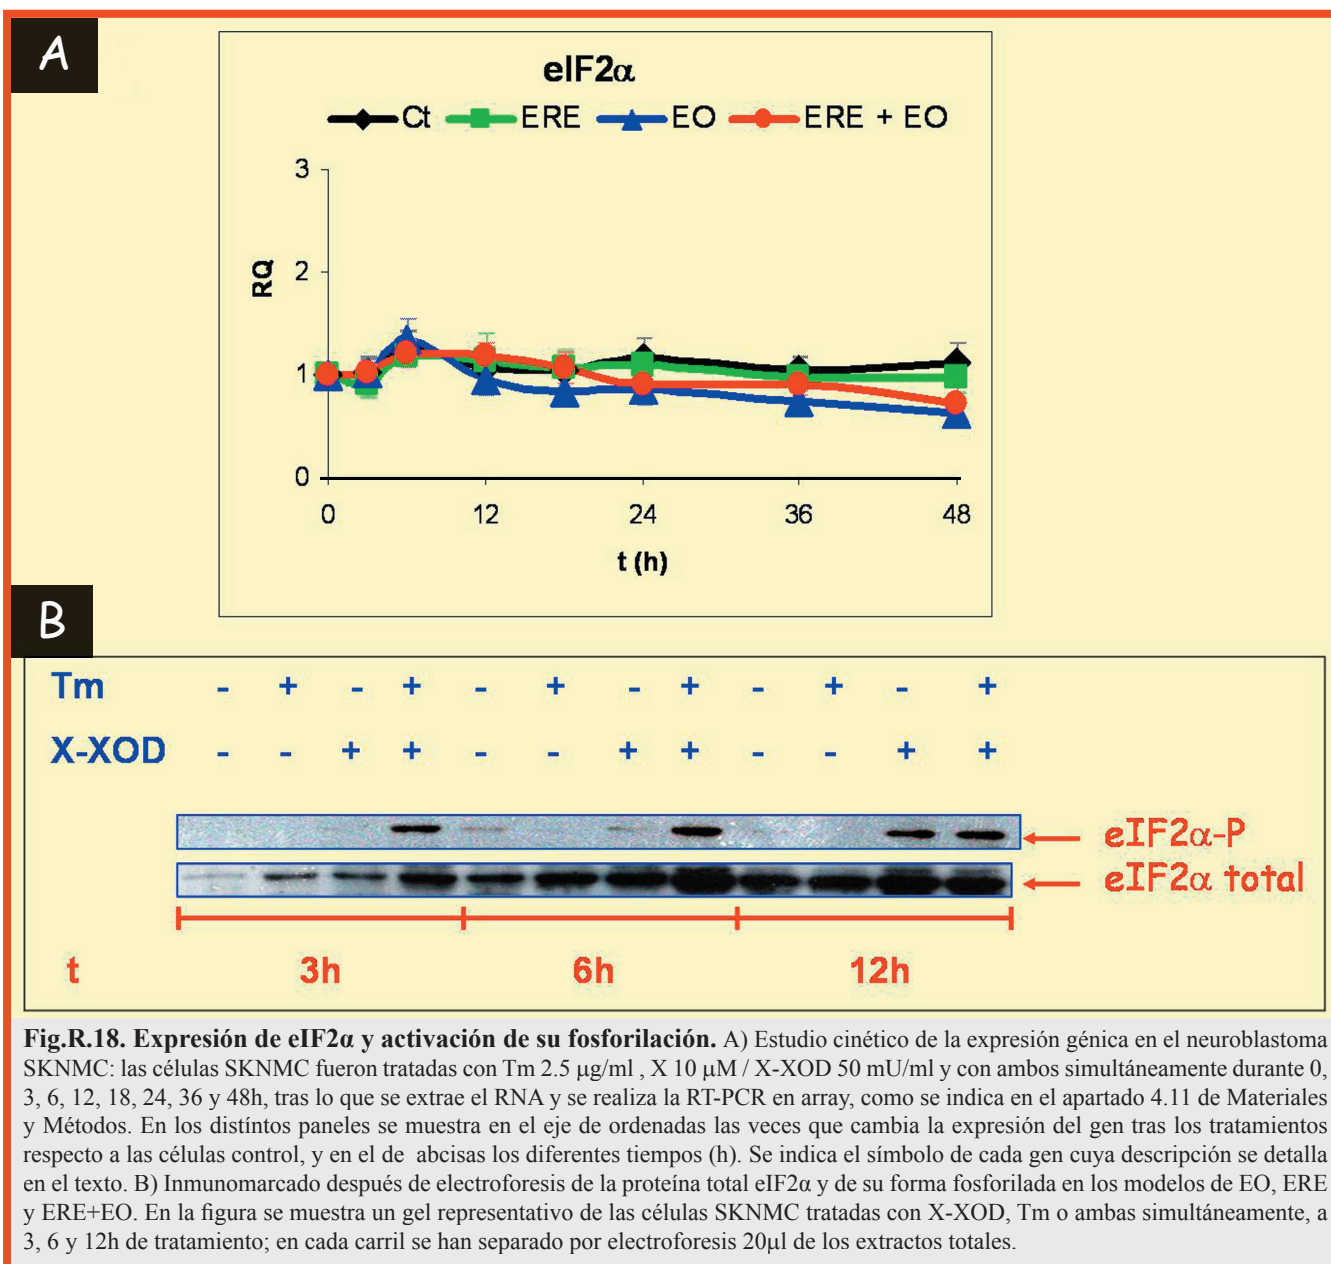 A
eIF2α
Ct ERE EO ERE + EO
3
2
1
0
RQ
0 12 24 36 48
t (h)
B
Tm - + - + - + - + - + - +
X-XOD - - + + - - + + - - + +
eIF2α-P
eIF2α total
t 3h 6h 12h
Fig.R.18. Expresión de eIF2α y activación de su fosforilación. A) Estudio cinético de la expresión génica en el neuroblastoma
SKNMC: las células SKNMC fueron tratadas con Tm 2.5 μg/ml , X 10 μM / X-XOD 50 mU/ml y con ambos simultáneamente durante 0,
3, 6, 12, 18, 24, 36 y 48h, tras lo que se extrae el RNA y se realiza la RT-PCR en array, como se indica en el apartado 4.11 de Materiales
y Métodos. En los distíntos paneles se muestra en el eje de ordenadas las veces que cambia la expresión del gen tras los tratamientos
respecto a las células control, y en el de abcisas los diferentes tiempos (h). Se indica el símbolo de cada gen cuya descripción se detalla
en el texto. B) Inmunomarcado después de electroforesis de la proteína total eIF2α y de su forma fosforilada en los modelos de EO, ERE
y ERE+EO. En la figura se muestra un gel representativo de las células SKNMC tratadas con X-XOD, Tm o ambas simultáneamente, a
3, 6 y 12h de tratamiento; en cada carril se han separado por electroforesis 20μl de los extractos totales.